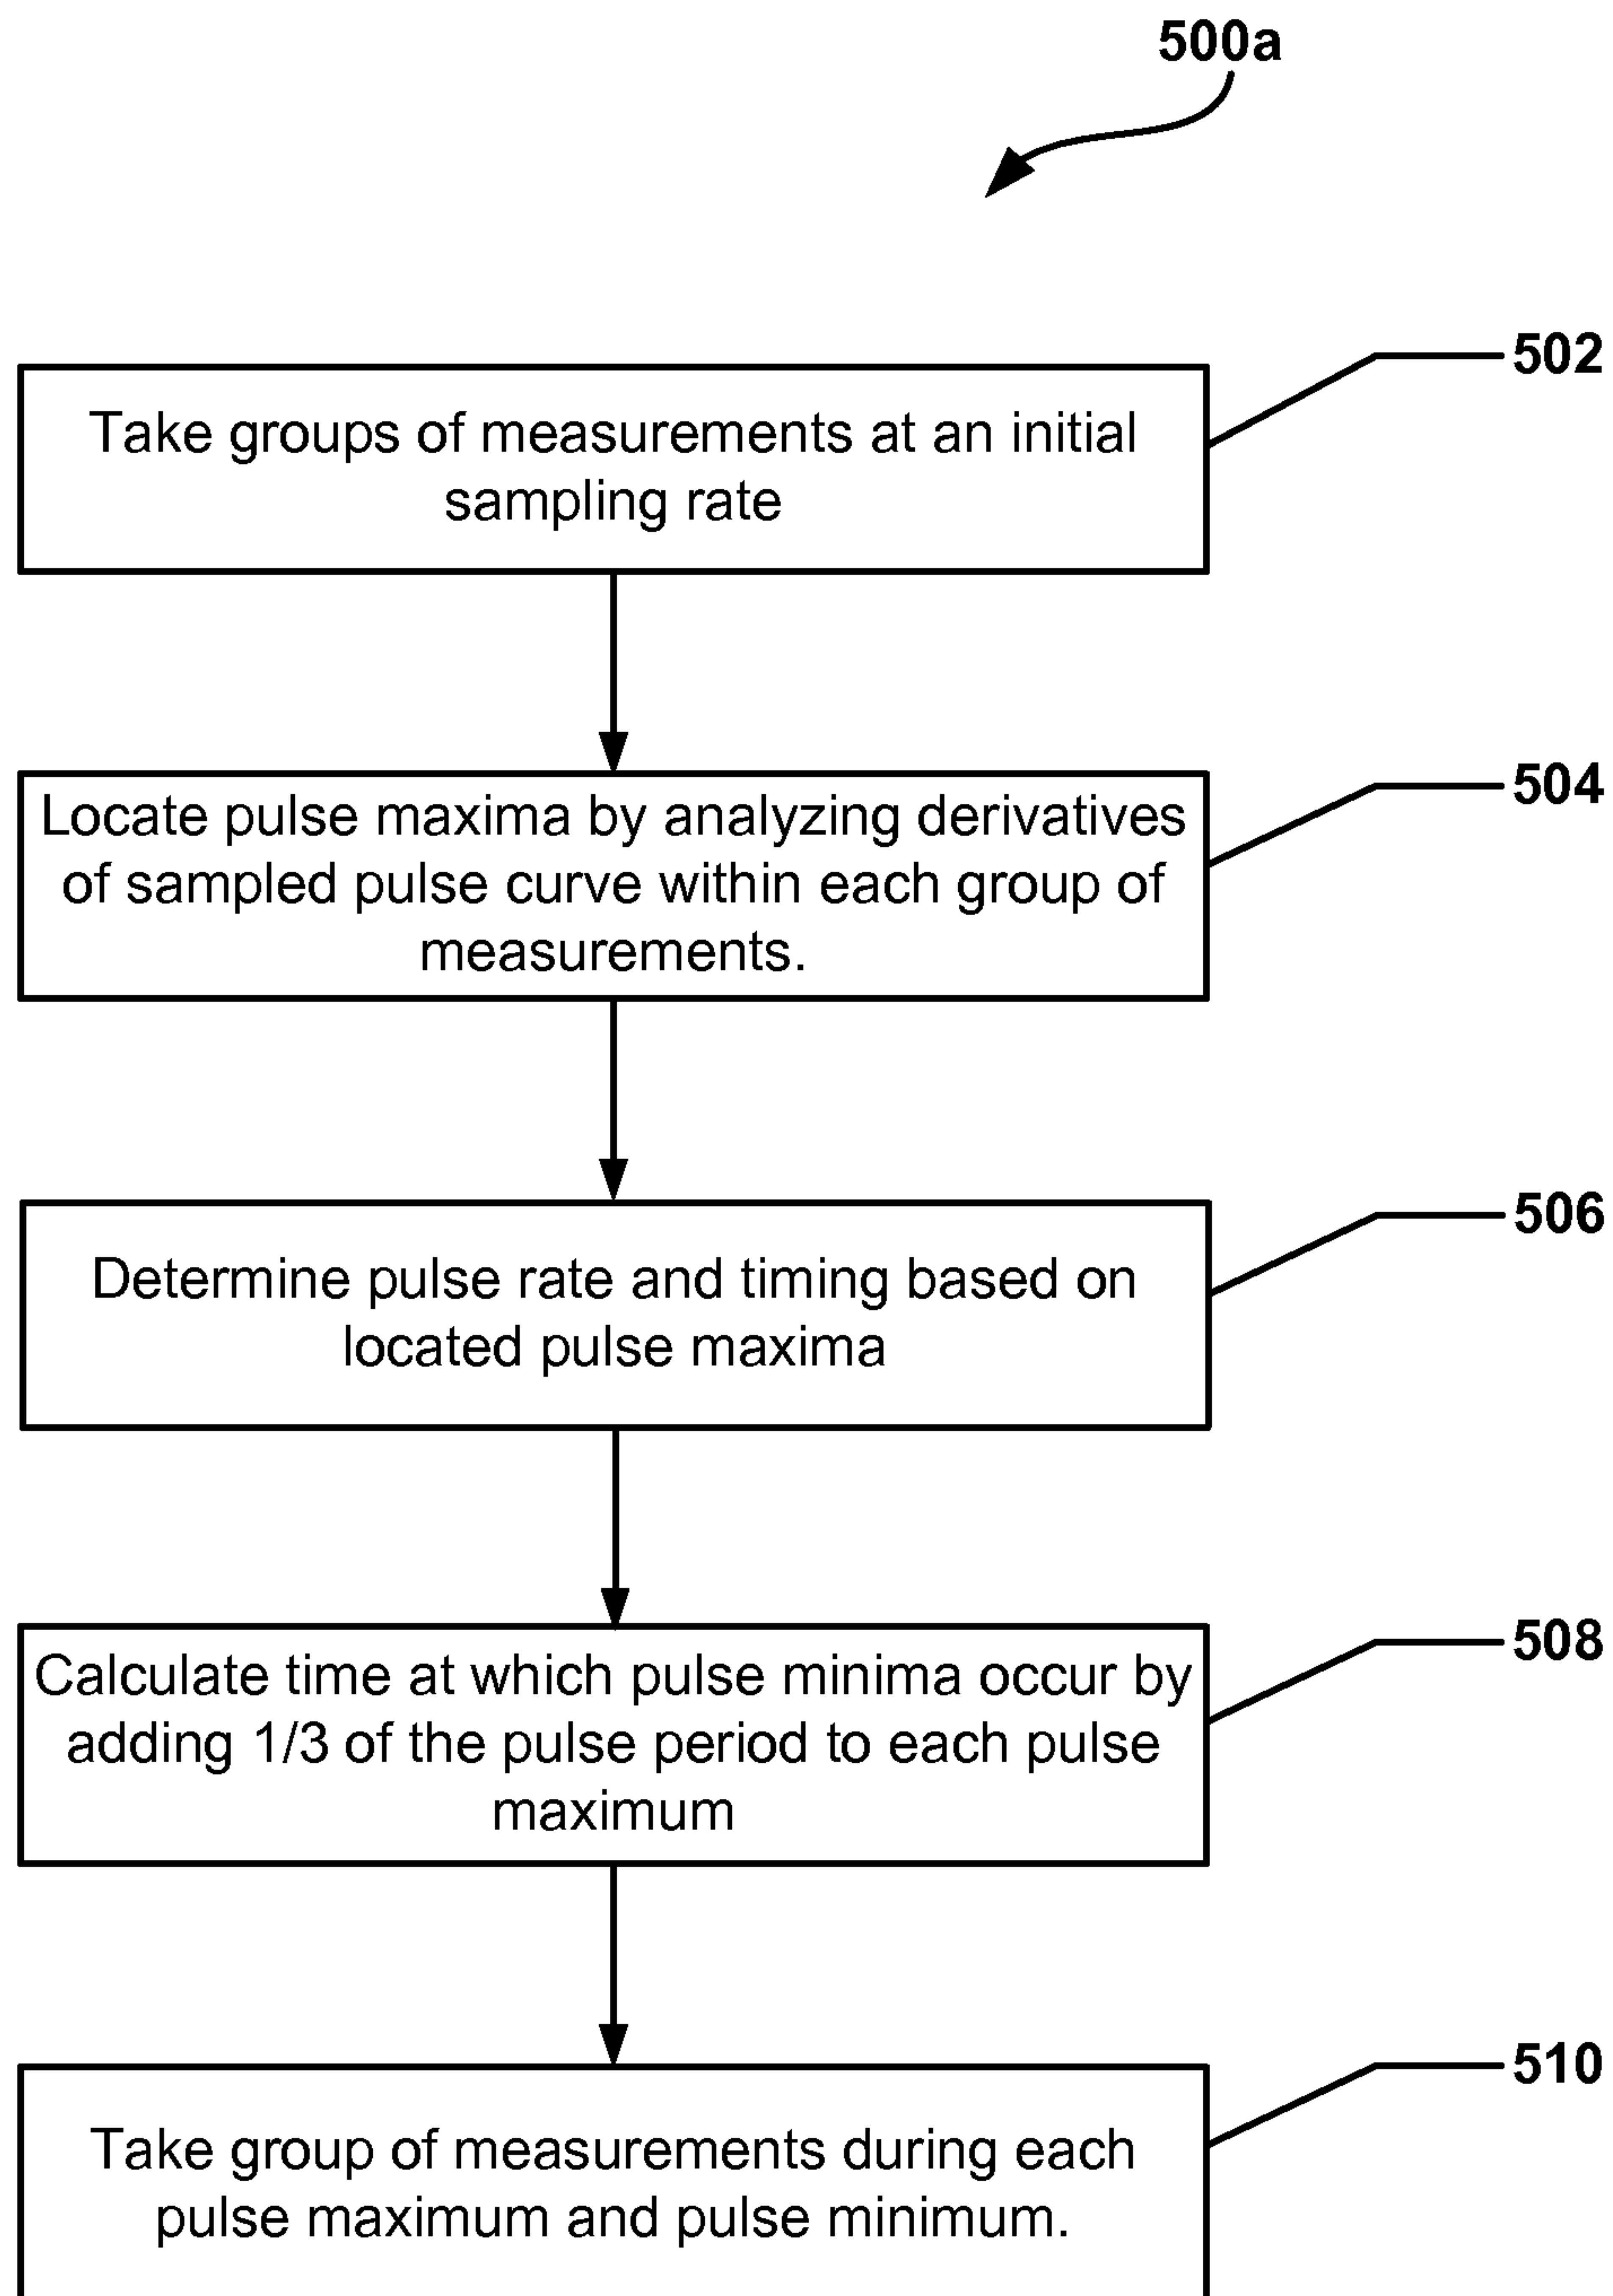 500a
502
Take groups of measurements at an initial
sampling rate
504
Locate pulse maxima by analyzing derivatives
of sampled pulse curve within each group of
measurements.
506
Determine pulse rate and timing based on
located pulse maxima
508
Calculate time at which pulse minima occur by
adding 1/3 of the pulse period to each pulse
maximum
510
Take group of measurements during each
pulse maximum and pulse minimum.